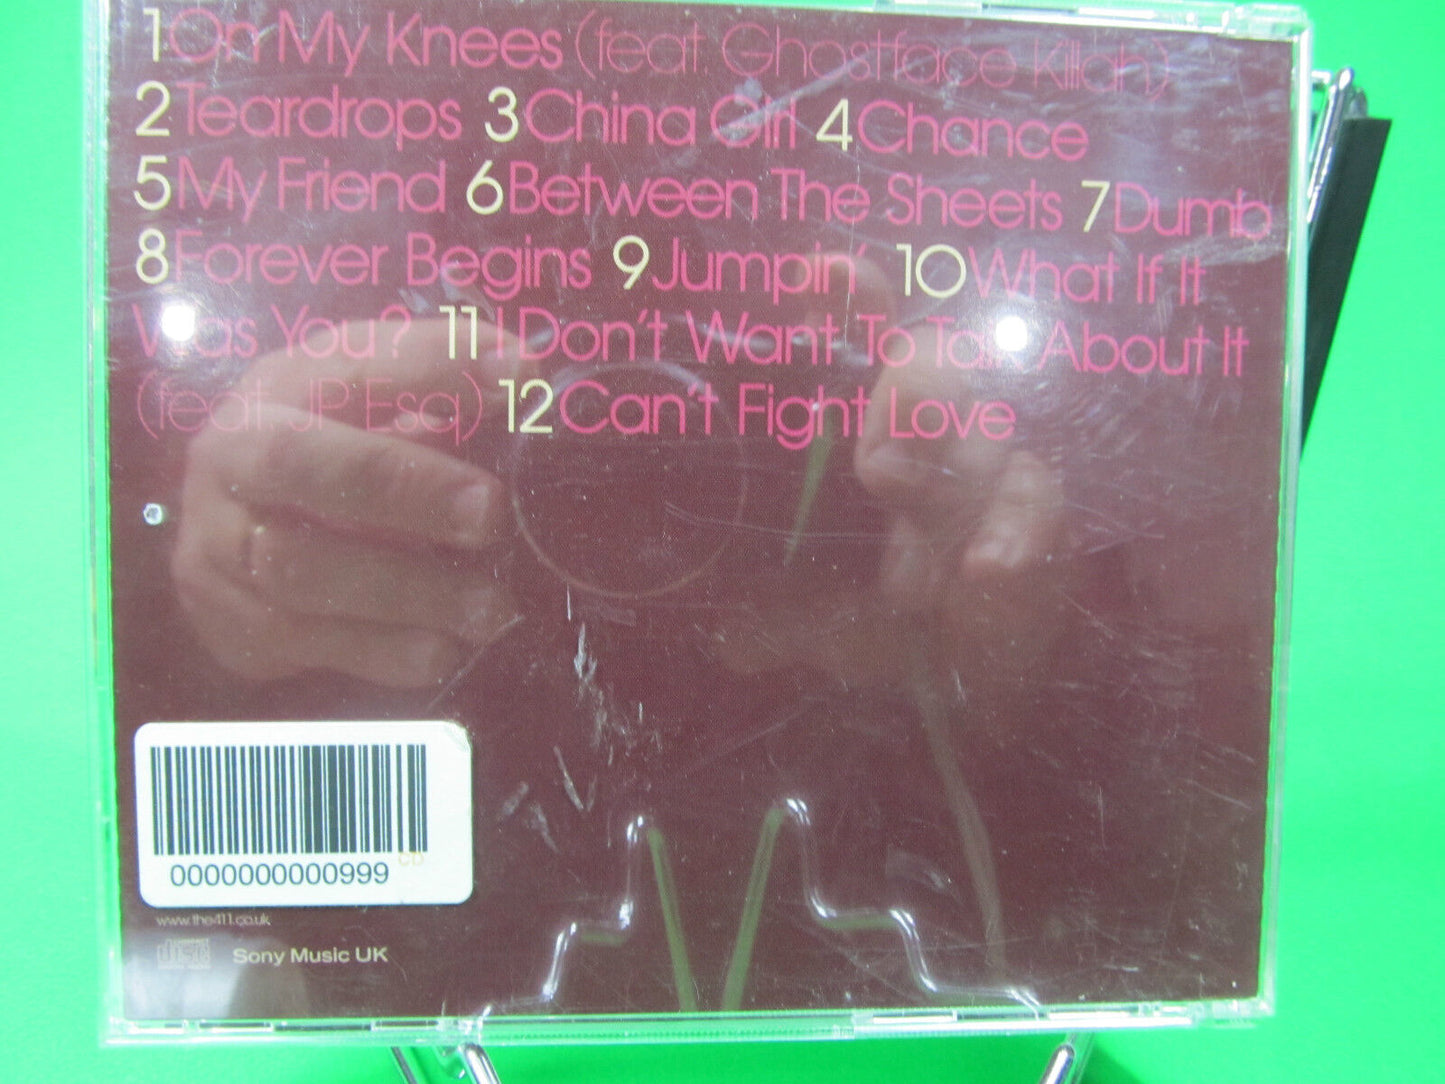 1 On My Knees (feat. Ghostface Killah)
2 Teardrops 3 China Girl 4 Chance
5 My Friend 6 Between The Sheets 7 Dumb
8 Forever Begins 9 Jumpin' 10 What If It
Was You? 11 I Don't Want To Talk About It
(feat. JP Esq) 12 Can't Fight Love
CD
0000000000999
www.the411.co.uk
disc Sony Music UK